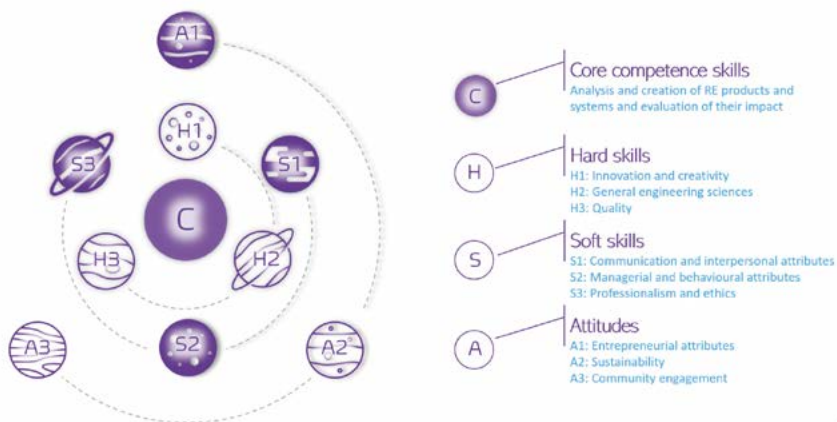 A1
H1
S3
S1
C
H3
H2
S2
A3
A2
C
Core competence skills
Analysis and creation of RE products and
systems and evaluation of their impact
H
Hard skills
H1: Innovation and creativity
H2: General engineering sciences
H3: Quality
S
Soft skills
S1: Communication and interpersonal attributes
S2: Managerial and behavioural attributes
S3: Professionalism and ethics
A
Attitudes
A1: Entrepreneurial attributes
A2: Sustainability
A3: Community engagement